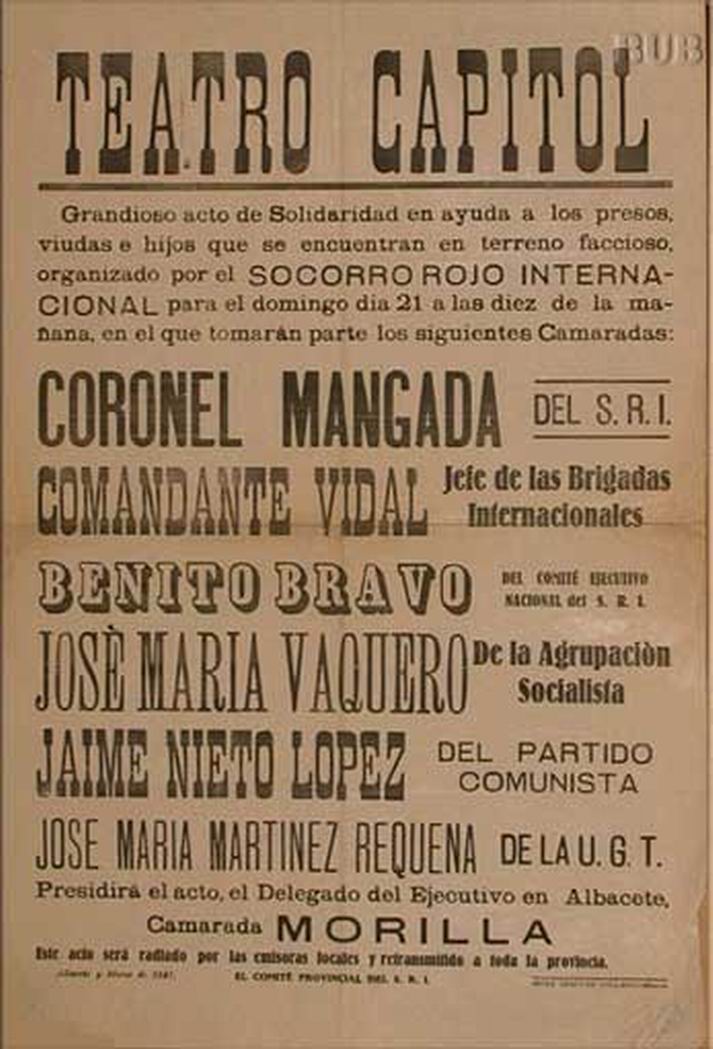 BUB
TEATRO CAPITOL
Grandioso acto de Solidaridad en ayuda a los presos,
viudas e hijos que se encuentran en terreno faccioso,
organizado por el SOCORRO ROJO INTERNA-
CIONAL para el domingo dia 21 a las diez de la ma-
ñana, en el que tomarán parte los siguientes Camaradas:
CORONEL MANGADA DEL S. R. I.
COMANDANTE VIDAL Jefe de las Brigadas
Internacionales
BENITO BRAVO DEL COMITÉ EJECUTIVO
NACIONAL del S. R. I.
JOSÈ MARIA VAQUERO De la Agrupaciòn
Socialista
JAIME NIETO LOPEZ DEL PARTIDO
COMUNISTA
JOSE MARIA MARTINEZ REQUENA DE LA U. G. T.
Presidirá el acto, el Delegado del Ejecutivo en Albacete,
Camarada MORILLA
Este acto será radiado por las emisoras locales y retransmitido a toda la provincia.
EL COMITÉ PROVINCIAL DEL S. R. I.